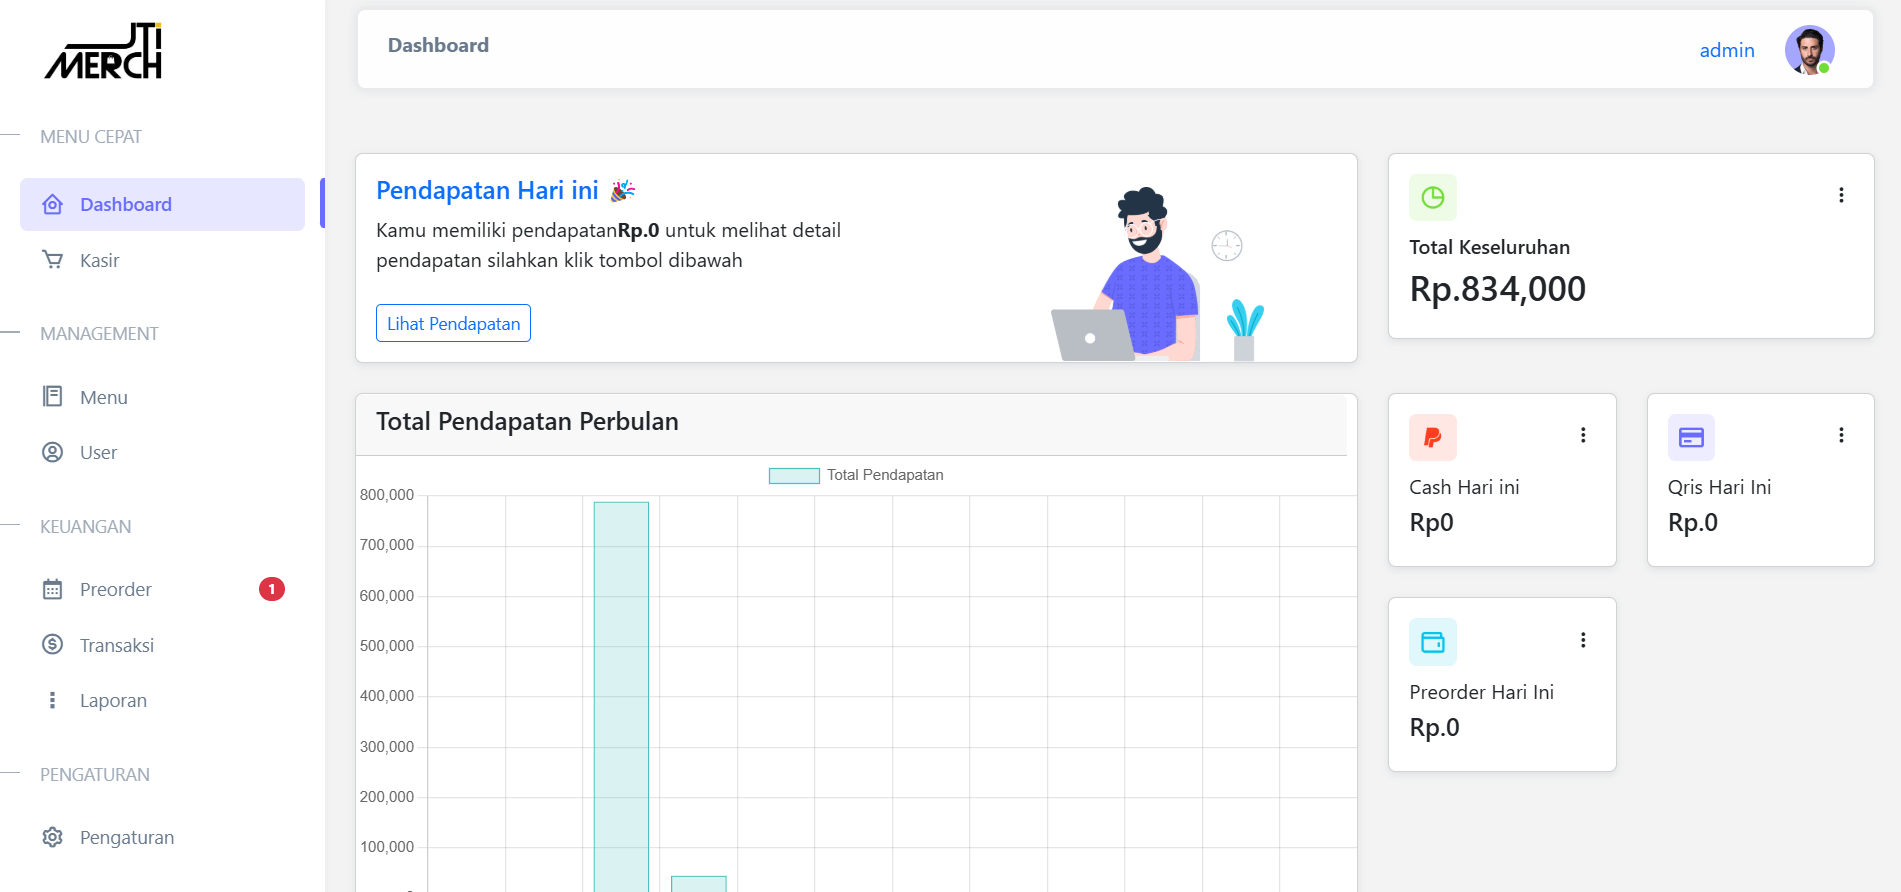 JTI
MERCH
MENU CEPAT
Dashboard
Kasir
MANAGEMENT
Menu
User
KEUANGAN
Preorder
1
Transaksi
Laporan
PENGATURAN
Pengaturan
Dashboard
admin
Pendapatan Hari ini 🎉
Kamu memiliki pendapatanRp.0 untuk melihat detail
pendapatan silahkan klik tombol dibawah
Lihat Pendapatan
Total Keseluruhan
Rp.834,000
Total Pendapatan Perbulan
Total Pendapatan
800,000
700,000
600,000
500,000
400,000
300,000
200,000
100,000
Cash Hari ini
Rp0
Qris Hari Ini
Rp.0
Preorder Hari Ini
Rp.0